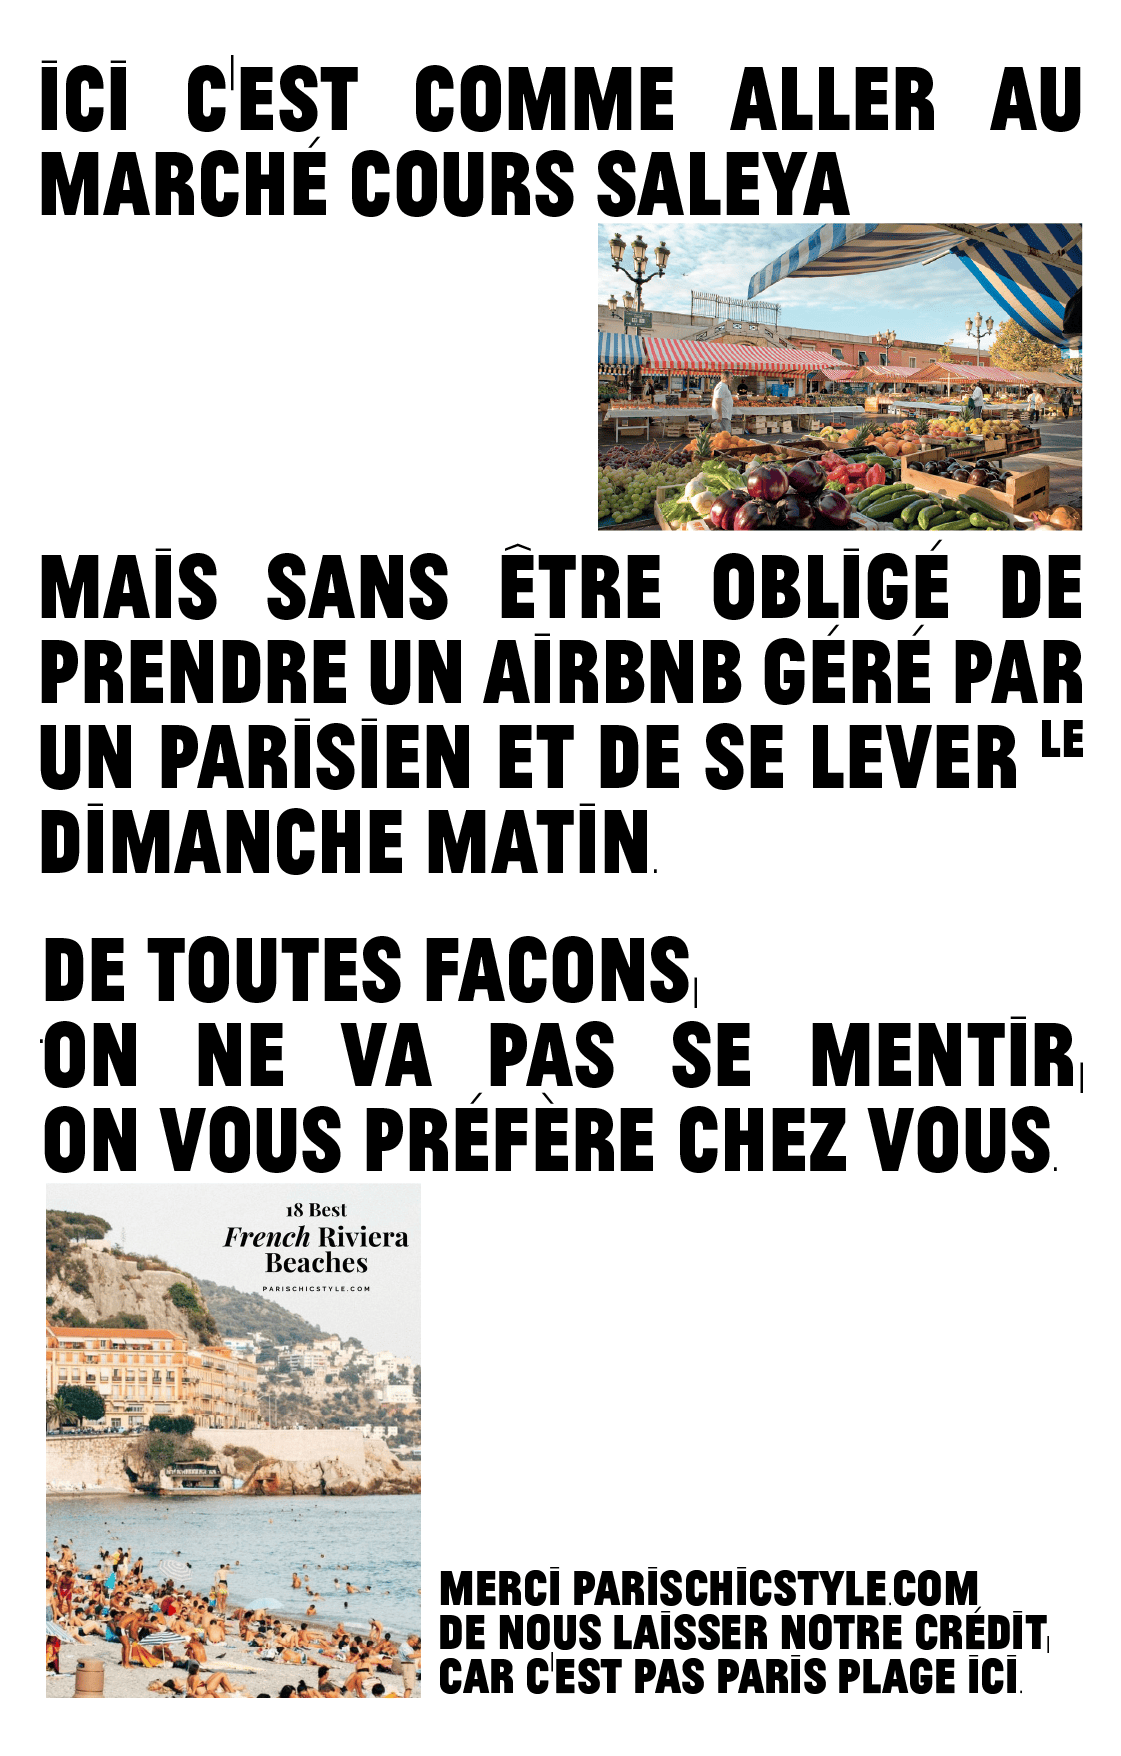 ICI C'EST COMME ALLER AU
MARCHÉ COURS SALEYA
MAIS SANS ÊTRE OBLIGÉ DE
PRENDRE UN AIRBNB GÉRÉ PAR
UN PARISIEN ET DE SE LEVER LE
DIMANCHE MATIN.
DE TOUTES FACONS,
ON NE VA PAS SE MENTIR,
ON VOUS PRÉFÈRE CHEZ VOUS.
18 Best
French Riviera
Beaches
PARISCHICSTYLE.COM
MERCI PARISCHICSTYLE.COM
DE NOUS LAISSER NOTRE CRÉDIT,
CAR C'EST PAS PARIS PLAGE ICI.